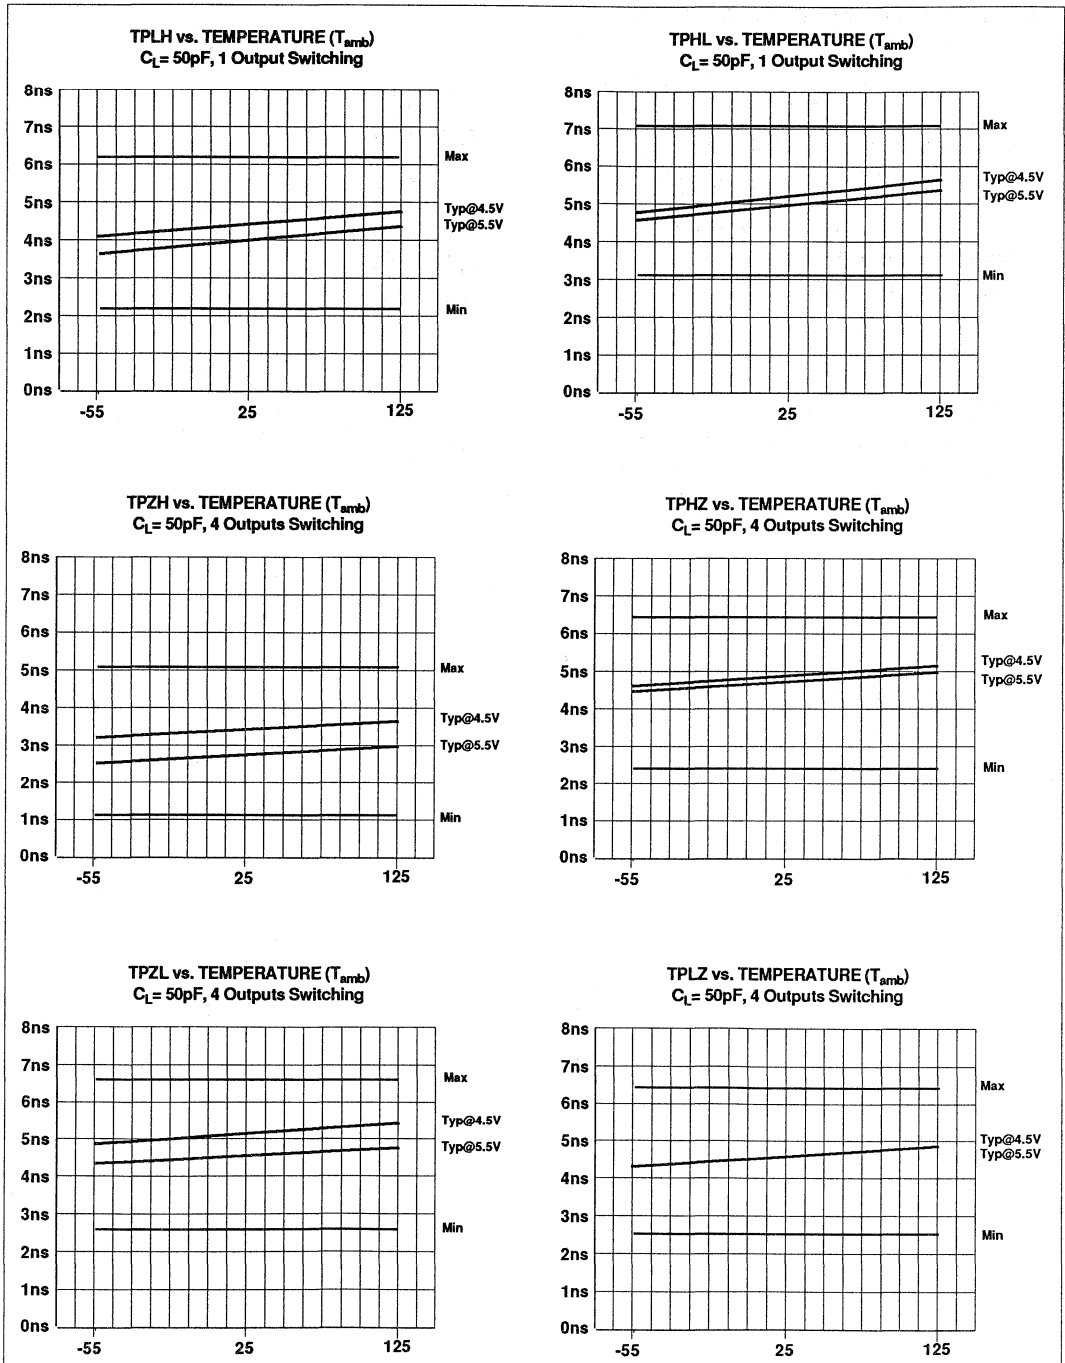 TPLH vs. TEMPERATURE (Tamb)
CL= 50pF, 1 Output Switching
8ns
7ns
6ns
5ns
4ns
3ns
2ns
1ns
0ns
Max
Typ@4.5V
Typ@5.5V
Min
-55
25
125
TPHL vs. TEMPERATURE (Tamb)
CL= 50pF, 1 Output Switching
8ns
7ns
6ns
5ns
4ns
3ns
2ns
1ns
0ns
Max
Typ@4.5V
Typ@5.5V
Min
-55
25
125
TPZH vs. TEMPERATURE (Tamb)
CL= 50pF, 4 Outputs Switching
8ns
7ns
6ns
5ns
4ns
3ns
2ns
1ns
0ns
Max
Typ@4.5V
Typ@5.5V
Min
-55
25
125
TPHZ vs. TEMPERATURE (Tamb)
CL= 50pF, 4 Outputs Switching
8ns
7ns
6ns
5ns
4ns
3ns
2ns
1ns
0ns
Max
Typ@4.5V
Typ@5.5V
Min
-55
25
125
TPZL vs. TEMPERATURE (Tamb)
CL= 50pF, 4 Outputs Switching
8ns
7ns
6ns
5ns
4ns
3ns
2ns
1ns
0ns
Max
Typ@4.5V
Typ@5.5V
Min
-55
25
125
TPLZ vs. TEMPERATURE (Tamb)
CL= 50pF, 4 Outputs Switching
8ns
7ns
6ns
5ns
4ns
3ns
2ns
1ns
0ns
Max
Typ@4.5V
Typ@5.5V
Min
-55
25
125